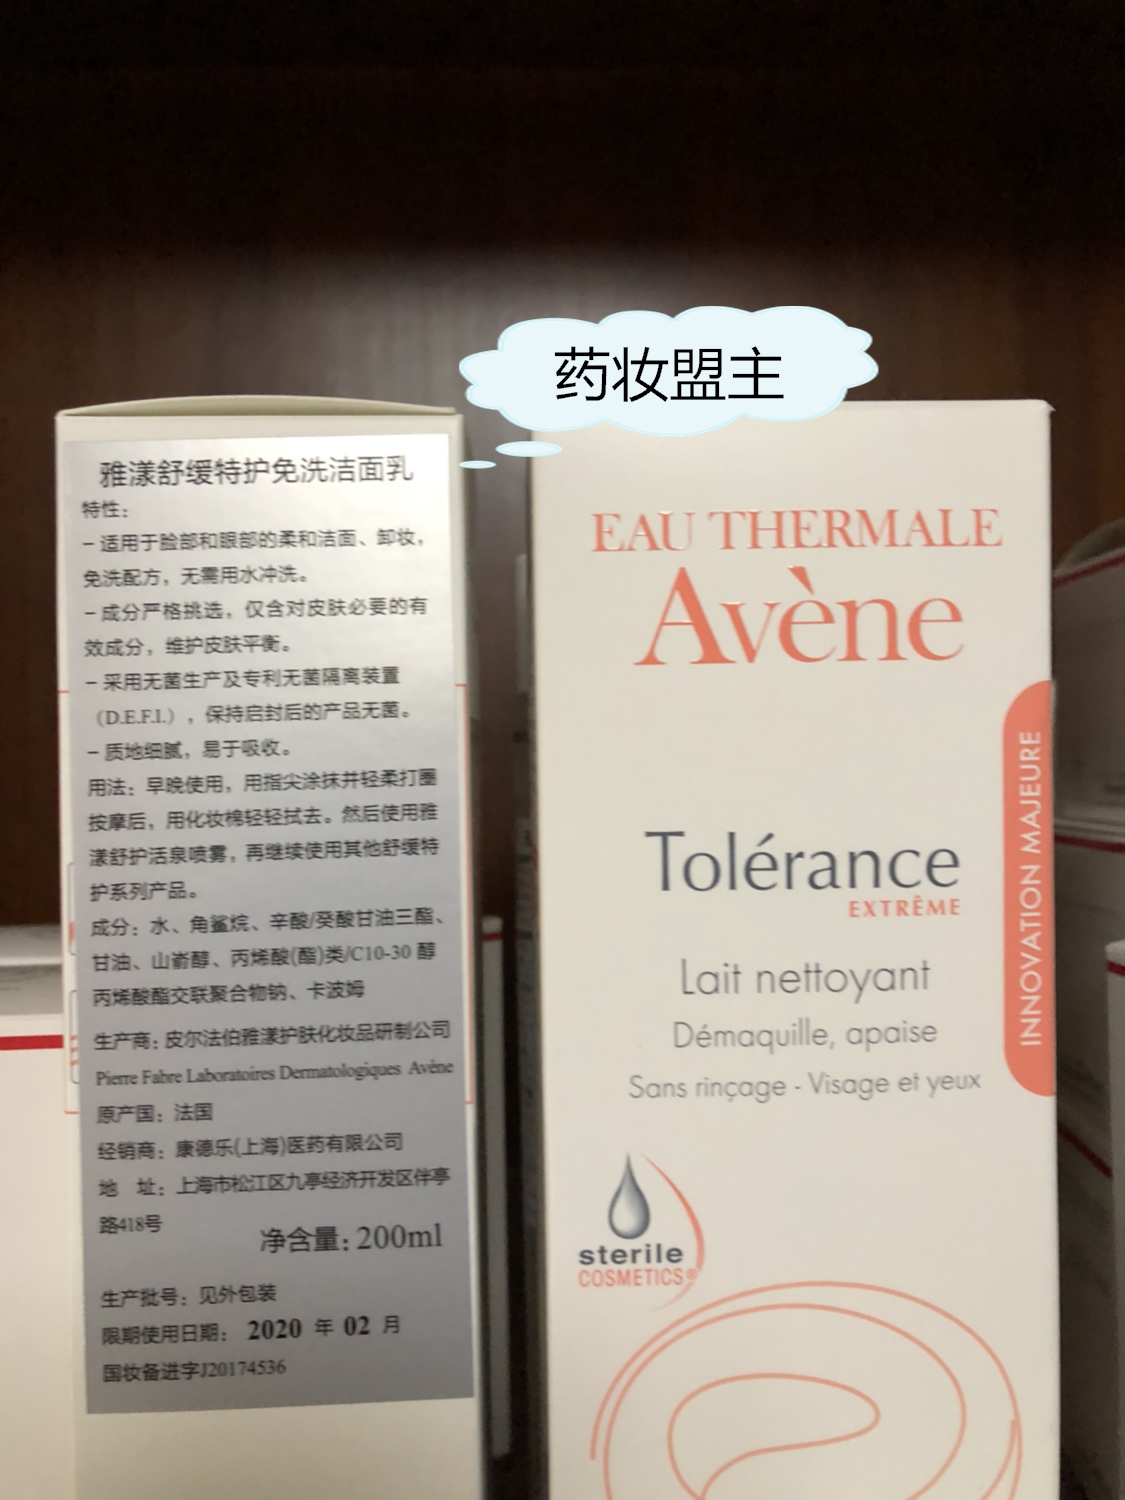 药妆盟主
雅漾舒缓特护免洗洁面乳
特性：
– 适用于脸部和眼部的柔和洁面、卸妆，
免洗配方，无需用水冲洗。
– 成分严格挑选，仅含对皮肤必要的有
效成分，维护皮肤平衡。
– 采用无菌生产及专利无菌隔离装置
（D.E.F.I.），保持启封后的产品无菌。
– 质地细腻，易于吸收。
用法：早晚使用，用指尖涂抹并轻柔打圈
按摩后，用化妆棉轻轻拭去。然后使用雅
漾舒护活泉喷雾，再继续使用其他舒缓特
护系列产品。
成分：水、角鲨烷、辛酸/癸酸甘油三酯、
甘油、山嵛醇、丙烯酸(酯)类/C10-30 醇
丙烯酸酯交联聚合物钠、卡波姆
生产商：皮尔法伯雅漾护肤化妆品研制公司
Pierre Fabre Laboratoires Dermatologiques Avène
原产国：法国
经销商：康德乐(上海)医药有限公司
地 址：上海市松江区九亭经济开发区伴亭
路418号
净含量: 200ml
生产批号：见外包装
限期使用日期： 2020 年 02 月
国妆备进字J20174536
EAU THERMALE
Avène
Tolérance
EXTRÊME
Lait nettoyant
Démaquille, apaise
Sans rinçage - Visage et yeux
INNOVATION MAJEURE
sterile
COSMETICS®